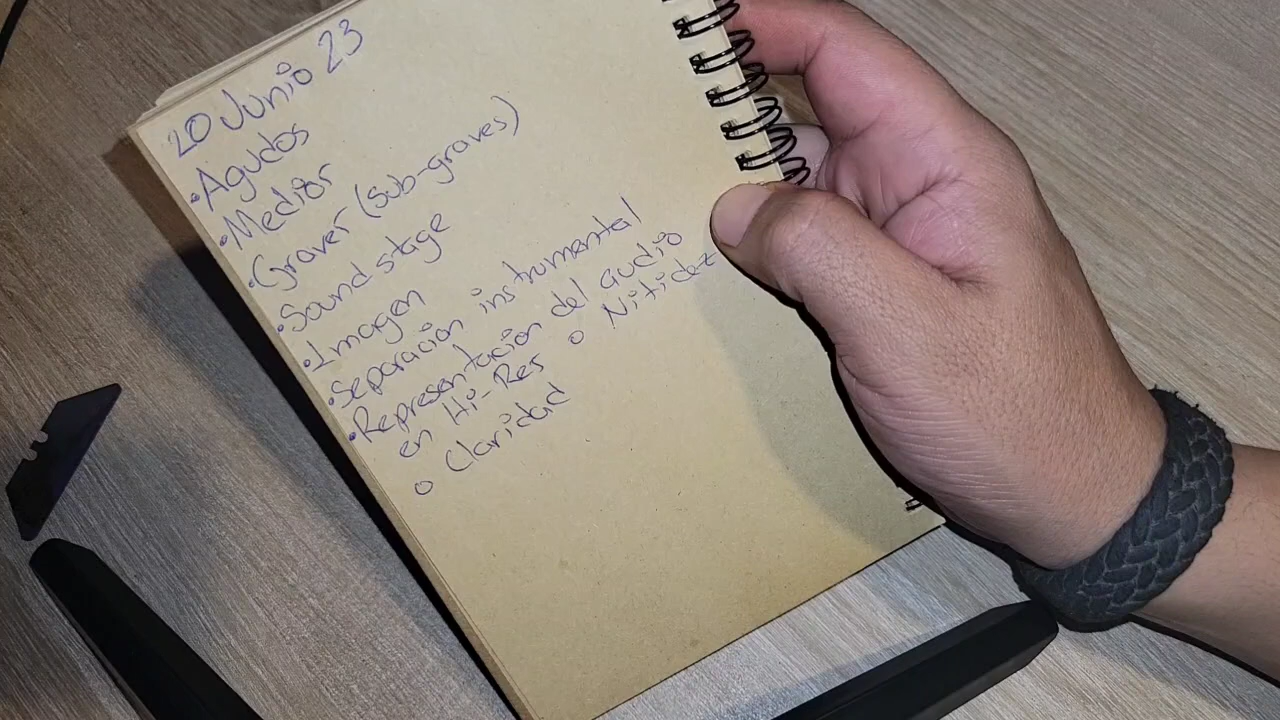 20 Junio 23
•Agudos
•Medios
•Graves (sub-graves)
•Sound stage
•Imagen
•Separación instrumental
•Representación del audio
en Hi-Res o Nitidez
o Claridad